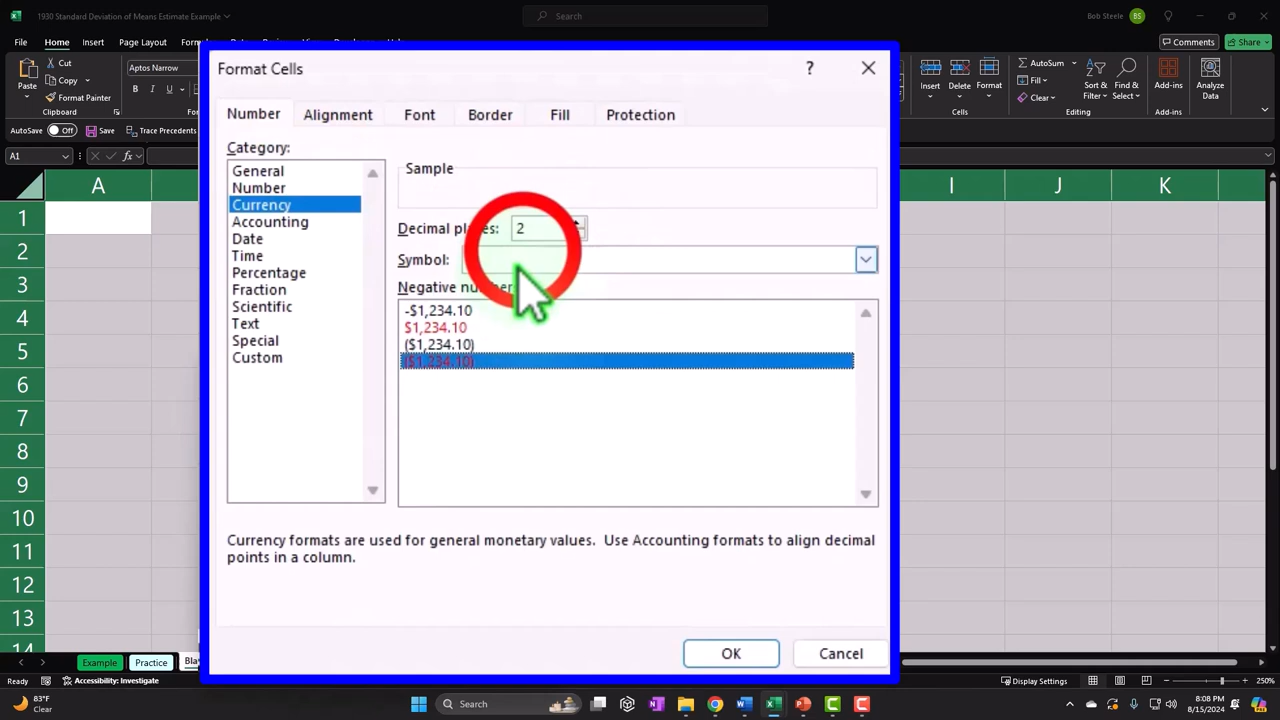 1930 Standard Deviation of Means Estimate Example
Search
Bob Steele BS
File Home Insert Page Layout
Comments Share
Paste
Cut
Copy
Format Painter
Clipboard
Aptos Narrow
B I U
Insert Delete Format
Cells
AutoSum
Fill
Clear
Sort & Filter
Find & Select
Editing
Add-ins
Add-ins
Analyze Data
AutoSave Off Save Trace Precedents
A1 fx
A I J K
1
2
3
4
5
6
7
8
9
10
11
12
13
14
Format Cells ?
Number Alignment Font Border Fill Protection
Category:
General
Number
Currency
Accounting
Date
Time
Percentage
Fraction
Scientific
Text
Special
Custom
Sample
Decimal places: 2
Symbol:
Negative
-$1,234.10
$1,234.10
($1,234.10)
($1,234.10)
Currency formats are used for general monetary values. Use Accounting formats to align decimal
points in a column.
OK Cancel
Example Practice
Ready Accessibility: Investigate Display Settings 250%
83°F
Clear
Search
8:08 PM
8/15/2024